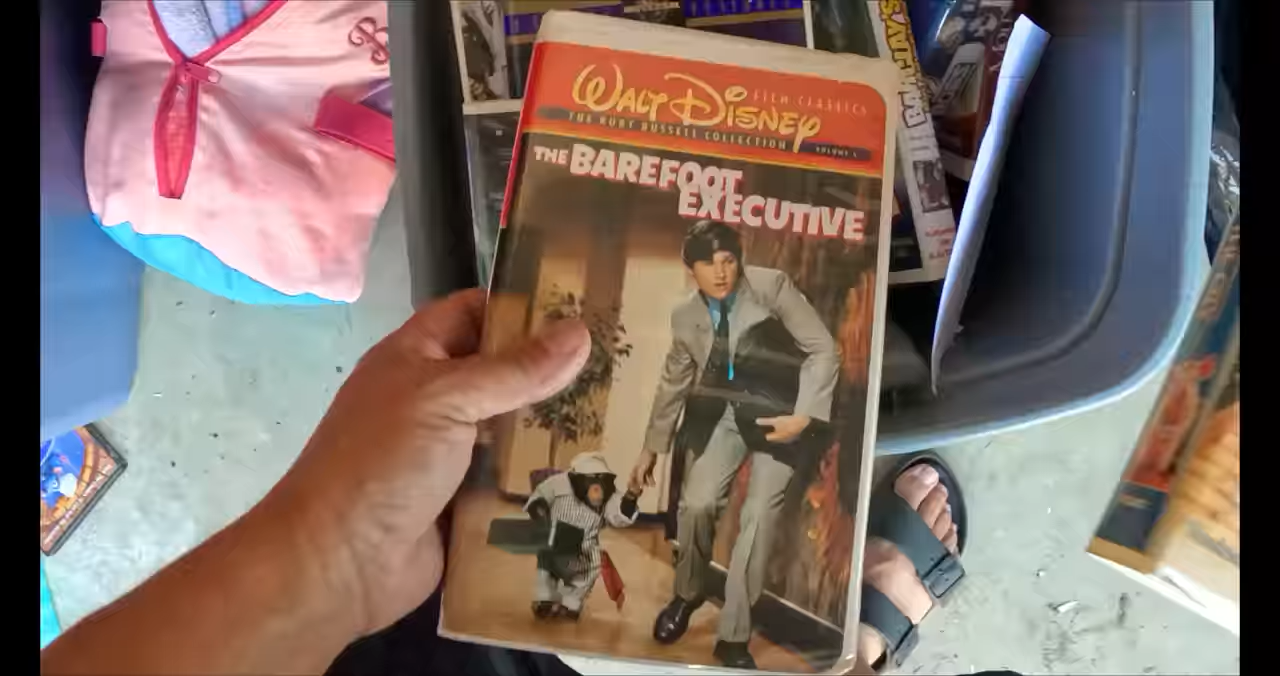 WALT DISNEY FILM CLASSICS
THE KURT RUSSELL COLLECTION VOLUME 1
THE BAREFOOT
EXECUTIVE
B